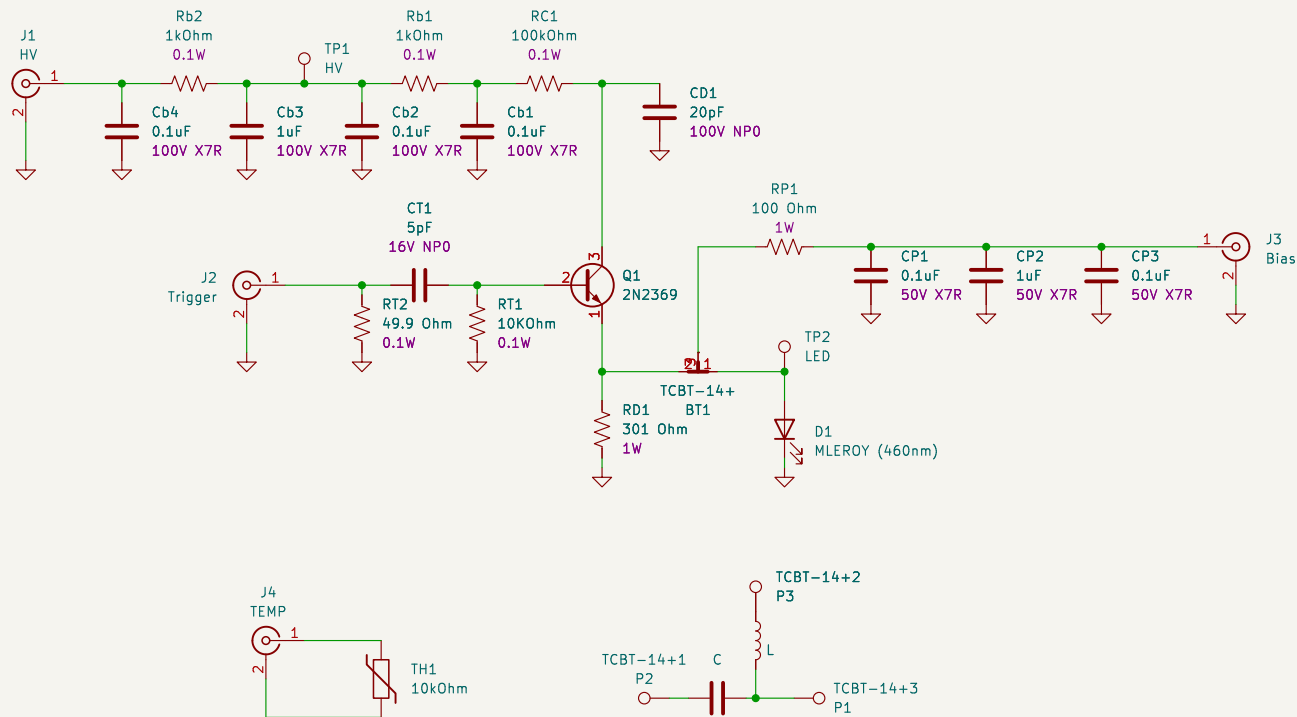 J1
HV
1
2
Rb2
1kOhm
0.1W
TP1
HV
Rb1
1kOhm
0.1W
RC1
100kOhm
0.1W
Cb4
0.1uF
100V X7R
Cb3
1uF
100V X7R
Cb2
0.1uF
100V X7R
Cb1
0.1uF
100V X7R
CD1
20pF
100V NP0
RP1
100 Ohm
1W
CT1
5pF
16V NP0
J2
Trigger
1
2
RT2
49.9 Ohm
0.1W
RT1
10KOhm
0.1W
3
2
1
Q1
2N2369
CP1
0.1uF
50V X7R
CP2
1uF
50V X7R
CP3
0.1uF
50V X7R
1
2
J3
Bias
TP2
LED
2
1
TCBT-14+
BT1
RD1
301 Ohm
1W
D1
MLEROY (460nm)
J4
TEMP
1
2
TH1
10kOhm
TCBT-14+2
P3
L
TCBT-14+1
P2
C
TCBT-14+3
P1